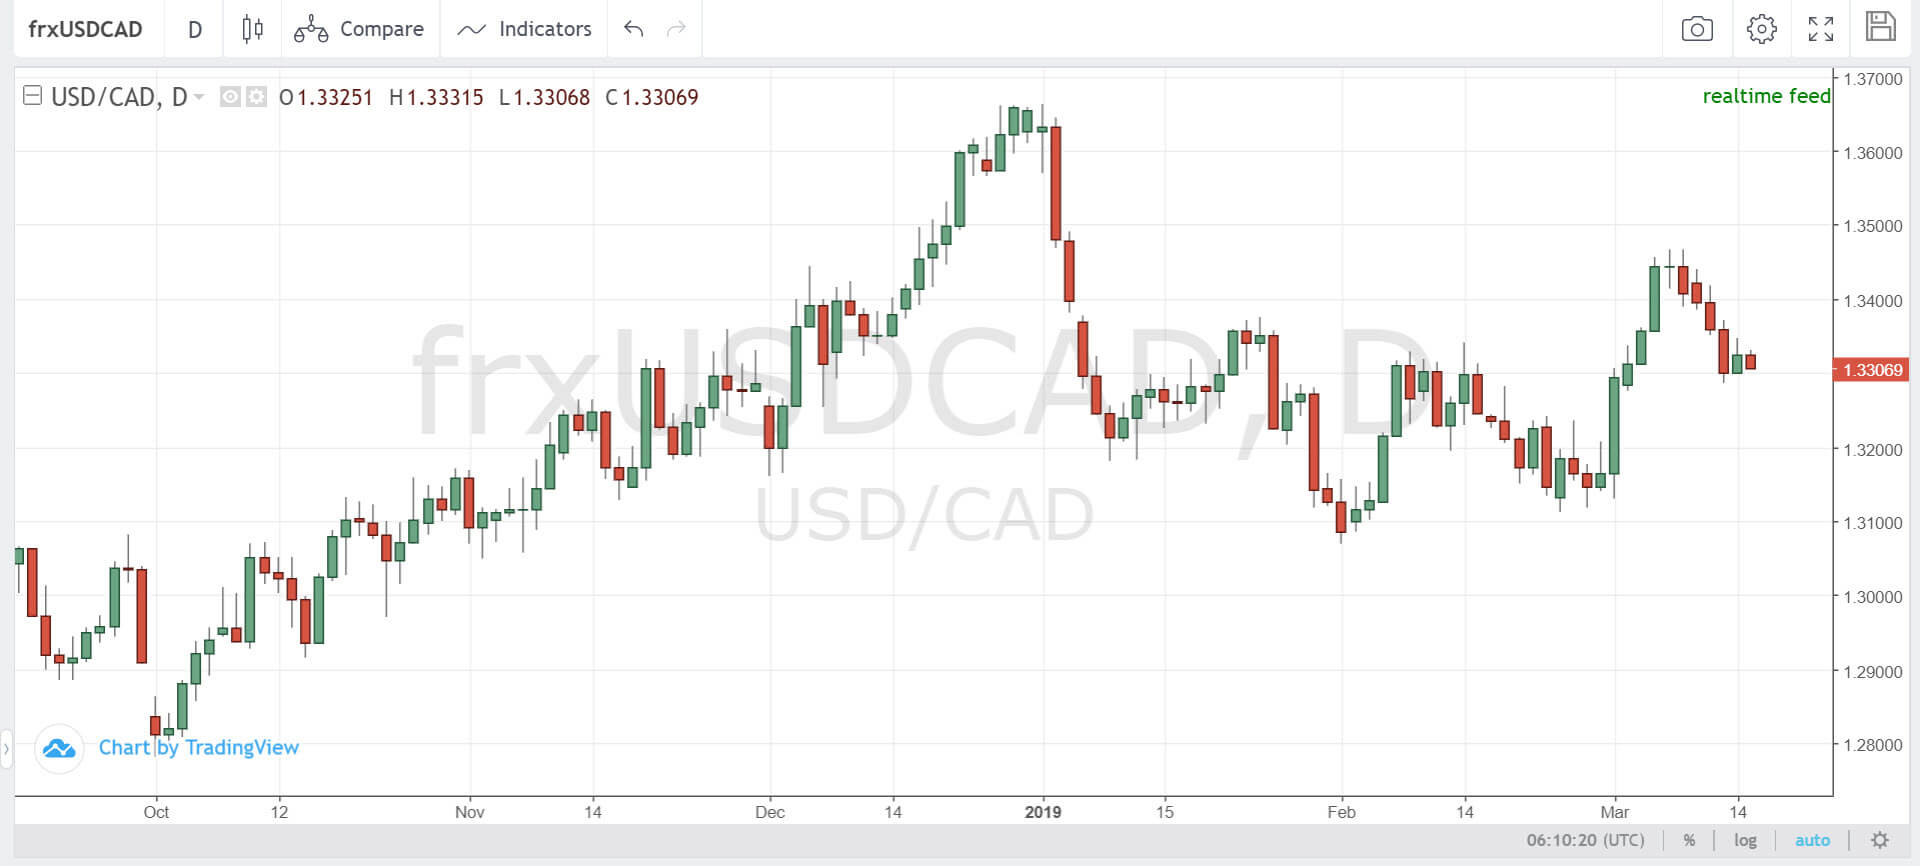 frxUSDCAD D Compare Indicators
USD/CAD, D O1.33251 H1.33315 L1.33068 C1.33069
realtime feed
1.37000
1.36000
1.35000
1.34000
1.33069
1.32000
1.31000
1.30000
1.29000
1.28000
frxUSDCAD, D
USD/CAD
Chart by TradingView
Oct 12 Nov 14 Dec 14 2019 15 Feb 14 Mar 14
06:10:20 (UTC) % log auto